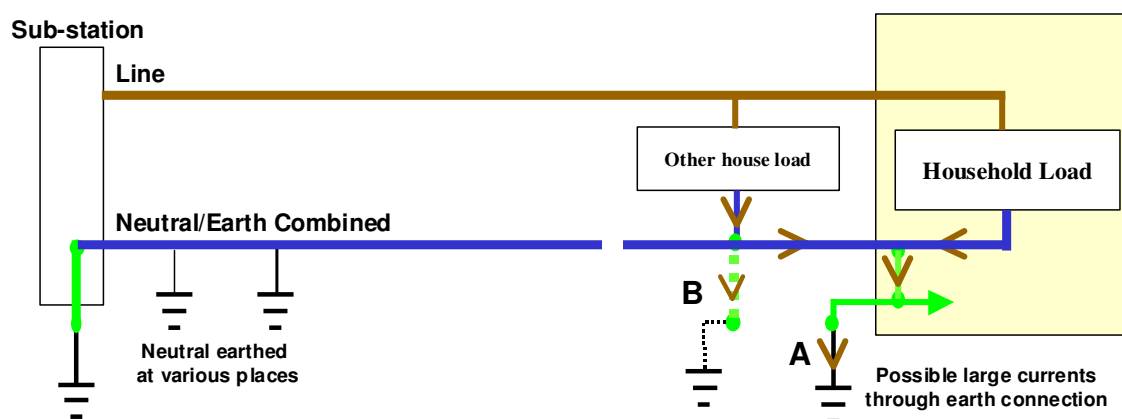 Sub-station
Line
Other house load
Household Load
Neutral/Earth Combined
B
A
Neutral earthed
at various places
Possible large currents
through earth connection